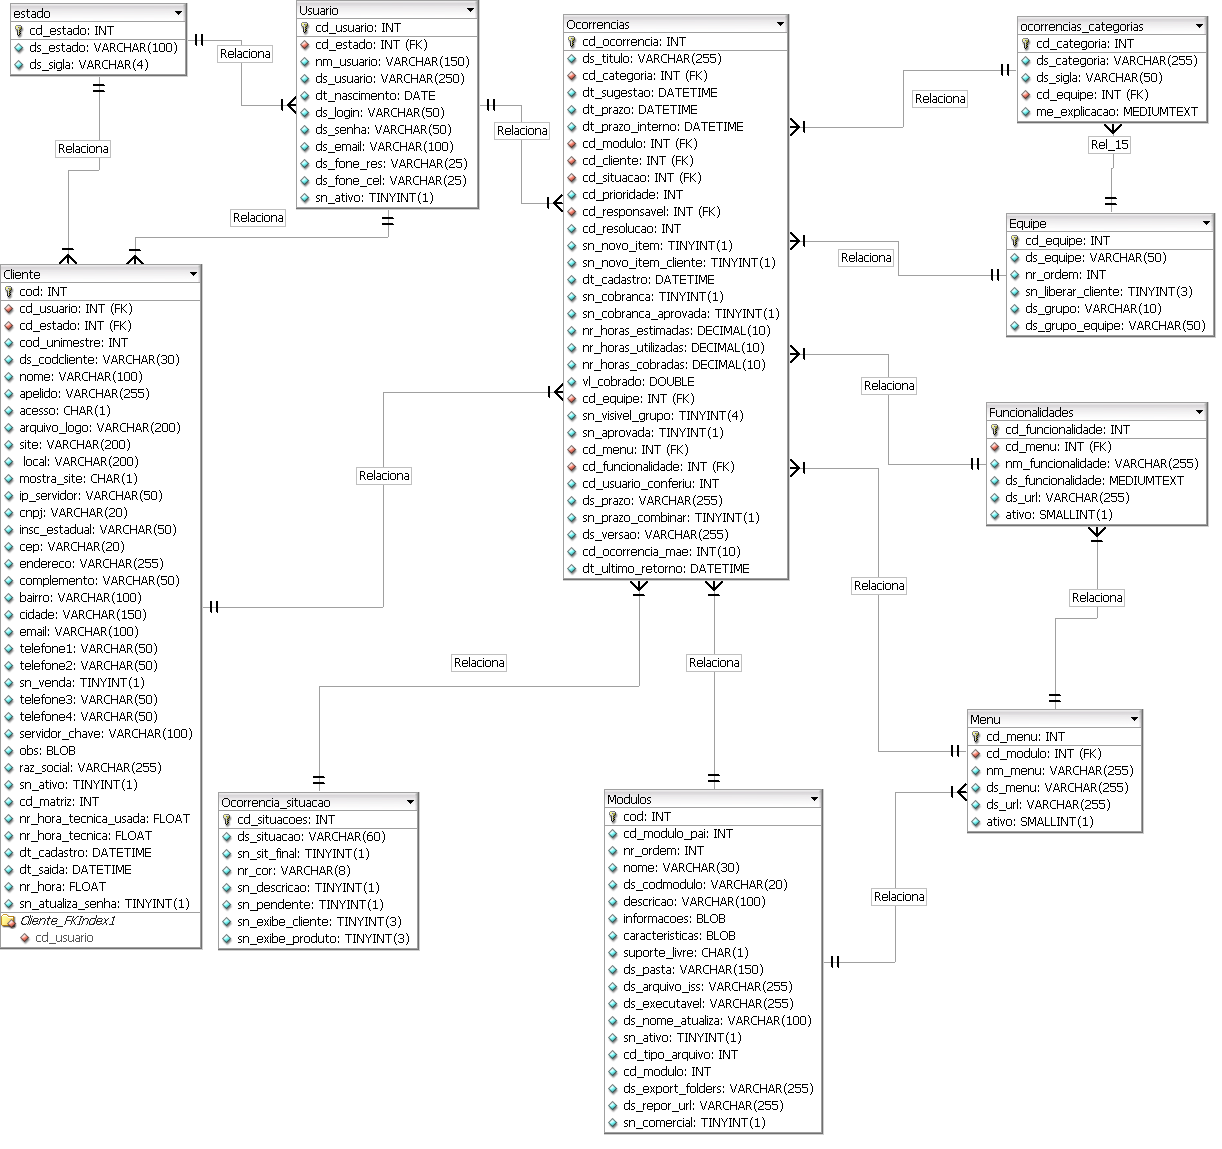 estado
cd_estado: INT
ds_estado: VARCHAR(100)
ds_sigla: VARCHAR(4)
Relaciona
Relaciona
Usuario
cd_usuario: INT
cd_estado: INT (FK)
nm_usuario: VARCHAR(150)
ds_usuario: VARCHAR(250)
dt_nascimento: DATE
ds_login: VARCHAR(50)
ds_senha: VARCHAR(50)
ds_email: VARCHAR(100)
ds_fone_res: VARCHAR(25)
ds_fone_cel: VARCHAR(25)
sn_ativo: TINYINT(1)
Relaciona
Relaciona
Ocorrencias
cd_ocorrencia: INT
ds_titulo: VARCHAR(255)
cd_categoria: INT (FK)
dt_sugestao: DATETIME
dt_prazo: DATETIME
dt_prazo_interno: DATETIME
cd_modulo: INT (FK)
cd_cliente: INT (FK)
cd_situacao: INT (FK)
cd_prioridade: INT
cd_responsavel: INT (FK)
cd_resolucao: INT
sn_novo_item: TINYINT(1)
sn_novo_item_cliente: TINYINT(1)
dt_cadastro: DATETIME
sn_cobranca: TINYINT(1)
sn_cobranca_aprovada: TINYINT(1)
nr_horas_estimadas: DECIMAL(10)
nr_horas_utilizadas: DECIMAL(10)
nr_horas_cobradas: DECIMAL(10)
vl_cobrado: DOUBLE
cd_equipe: INT (FK)
sn_visivel_grupo: TINYINT(4)
sn_aprovada: TINYINT(1)
cd_menu: INT (FK)
cd_funcionalidade: INT (FK)
cd_usuario_conferiu: INT
ds_prazo: VARCHAR(255)
sn_prazo_combinar: TINYINT(1)
ds_versao: VARCHAR(255)
cd_ocorrencia_mae: INT(10)
dt_ultimo_retorno: DATETIME
Relaciona
ocorrencias_categorias
cd_categoria: INT
ds_categoria: VARCHAR(255)
ds_sigla: VARCHAR(50)
cd_equipe: INT (FK)
me_explicacao: MEDIUMTEXT
Rel_15
Equipe
cd_equipe: INT
ds_equipe: VARCHAR(50)
nr_ordem: INT
sn_liberar_cliente: TINYINT(3)
ds_grupo: VARCHAR(10)
ds_grupo_equipe: VARCHAR(50)
Relaciona
Relaciona
Funcionalidades
cd_funcionalidade: INT
cd_menu: INT (FK)
nm_funcionalidade: VARCHAR(255)
ds_funcionalidade: MEDIUMTEXT
ds_url: VARCHAR(255)
ativo: SMALLINT(1)
Relaciona
Relaciona
Menu
cd_menu: INT
cd_modulo: INT (FK)
nm_menu: VARCHAR(255)
ds_menu: VARCHAR(255)
ds_url: VARCHAR(255)
ativo: SMALLINT(1)
Relaciona
Cliente
cod: INT
cd_usuario: INT (FK)
cd_estado: INT (FK)
cod_unimestre: INT
ds_codcliente: VARCHAR(30)
nome: VARCHAR(100)
apelido: VARCHAR(255)
acesso: CHAR(1)
arquivo_logo: VARCHAR(200)
site: VARCHAR(200)
local: VARCHAR(200)
mostra_site: CHAR(1)
ip_servidor: VARCHAR(50)
cnpj: VARCHAR(20)
insc_estadual: VARCHAR(50)
cep: VARCHAR(20)
endereco: VARCHAR(255)
complemento: VARCHAR(50)
bairro: VARCHAR(100)
cidade: VARCHAR(150)
email: VARCHAR(100)
telefone1: VARCHAR(50)
telefone2: VARCHAR(50)
sn_venda: TINYINT(1)
telefone3: VARCHAR(50)
telefone4: VARCHAR(50)
servidor_chave: VARCHAR(100)
obs: BLOB
raz_social: VARCHAR(255)
sn_ativo: TINYINT(1)
cd_matriz: INT
nr_hora_tecnica_usada: FLOAT
nr_hora_tecnica: FLOAT
dt_cadastro: DATETIME
dt_saida: DATETIME
nr_hora: FLOAT
sn_atualiza_senha: TINYINT(1)
Cliente_FKIndex1
cd_usuario
Relaciona
Relaciona
Relaciona
Ocorrencia_situacao
cd_situacoes: INT
ds_situacao: VARCHAR(60)
sn_sit_final: TINYINT(1)
nr_cor: VARCHAR(8)
sn_descricao: TINYINT(1)
sn_pendente: TINYINT(1)
sn_exibe_cliente: TINYINT(3)
sn_exibe_produto: TINYINT(3)
Modulos
cod: INT
cd_modulo_pai: INT
nr_ordem: INT
nome: VARCHAR(30)
ds_codmodulo: VARCHAR(20)
descricao: VARCHAR(100)
informacoes: BLOB
caracteristicas: BLOB
suporte_livre: CHAR(1)
ds_pasta: VARCHAR(150)
ds_arquivo_iss: VARCHAR(255)
ds_executavel: VARCHAR(255)
ds_nome_atualiza: VARCHAR(100)
sn_ativo: TINYINT(1)
cd_tipo_arquivo: INT
cd_modulo: INT
ds_export_folders: VARCHAR(255)
ds_repor_url: VARCHAR(255)
sn_comercial: TINYINT(1)